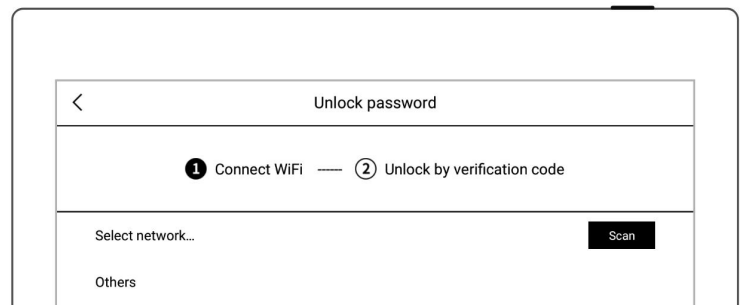 Unlock password
1 Connect WiFi ----- 2 Unlock by verification code
Select network... Scan
Others